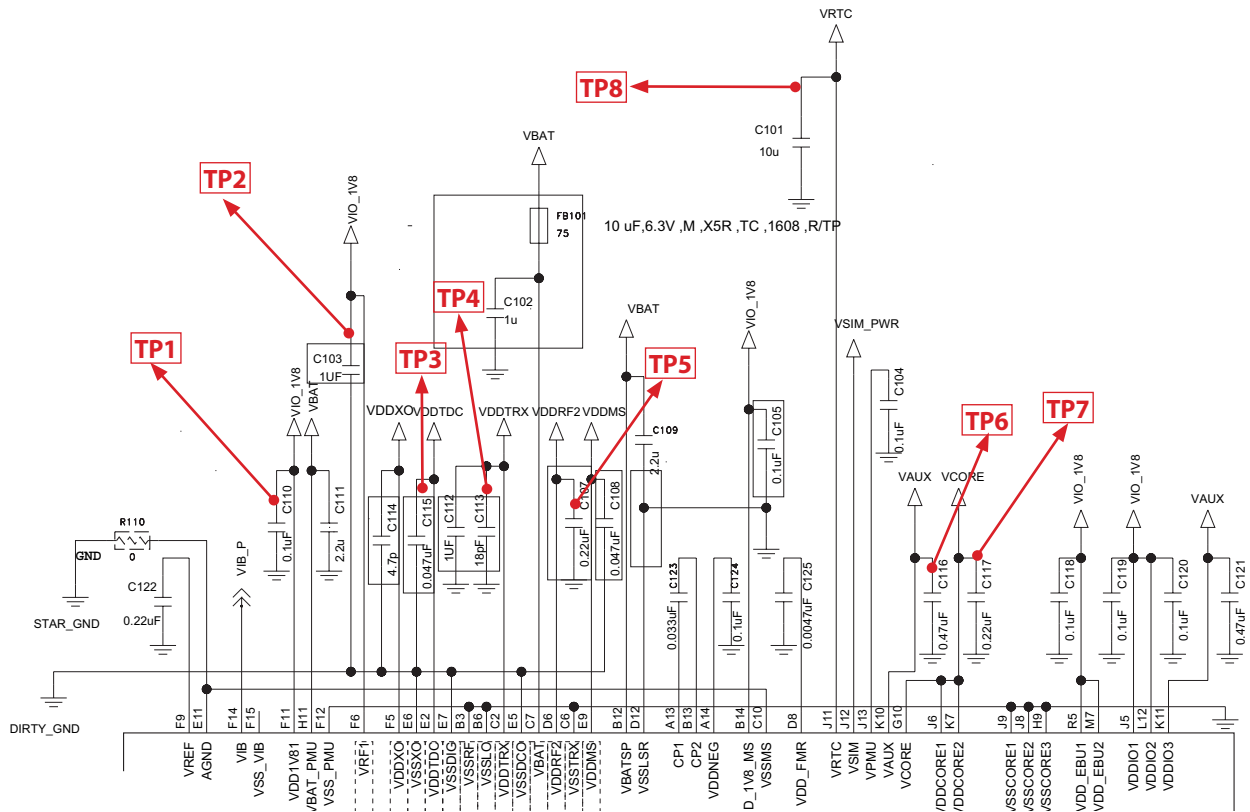 VRTC
TP8
C101
10u
VBAT
TP2
VIO_1V8
FB101
75
10 uF,6.3V ,M ,X5R ,TC ,1608 ,R/TP
TP4
C102
1u
VBAT
VIO_1V8
VSIM_PWR
TP1
C103
1UF
TP3
TP5
C104
0.1uF
VIO_1V8
VBAT
VDDXO
VDDTDC
VDDTRX
VDDRF2
VDDMS
C109
2.2u
C105
0.1uF
TP6
TP7
VAUX
VCORE
VIO_1V8
VIO_1V8
VAUX
C110
0.1uF
C111
2.2u
C114
4.7p
C115
0.047uF
C112
1UF
C113
18pF
C107
0.22uF
C108
0.047uF
R110
0
GND
STAR_GND
C122
0.22uF
VIB_P
C123
0.033uF
C124
0.1uF
C125
0.0047uF
C116
0.47uF
C117
0.22uF
C118
0.1uF
C119
0.1uF
C120
0.1uF
C121
0.47uF
DIRTY_GND
F9
E11
F14
F15
F11
H11
F12
F6
F5
E6
E2
E7
B3
B6
C2
E5
C7
D6
C6
E9
B12
D12
A13
B13
A14
B14
C10
D8
J11
J12
J13
K10
G10
J6
K7
J9
J8
H9
R5
M7
J5
L12
K11
VREF
AGND
VIB
VSS_VIB
VDD1V81
VBAT_PMU
VSS_PMU
VRF1
VDDXO
VSSXO
VDDTDC
VSSDIG
VSSRF
VSSLO
VDDTRX
VSSDCO
VBAT
VDDRF2
VSSTRX
VDDMS
VBATSP
VSSLSR
CP1
CP2
VDDNEG
D_1V8_MS
VSSMS
VDD_FMR
VRTC
VSIM
VPMU
VAUX
VCORE
VDDCORE1
VDDCORE2
VSSCORE1
VSSCORE2
VSSCORE3
VDD_EBU1
VDD_EBU2
VDDIO1
VDDIO2
VDDIO3